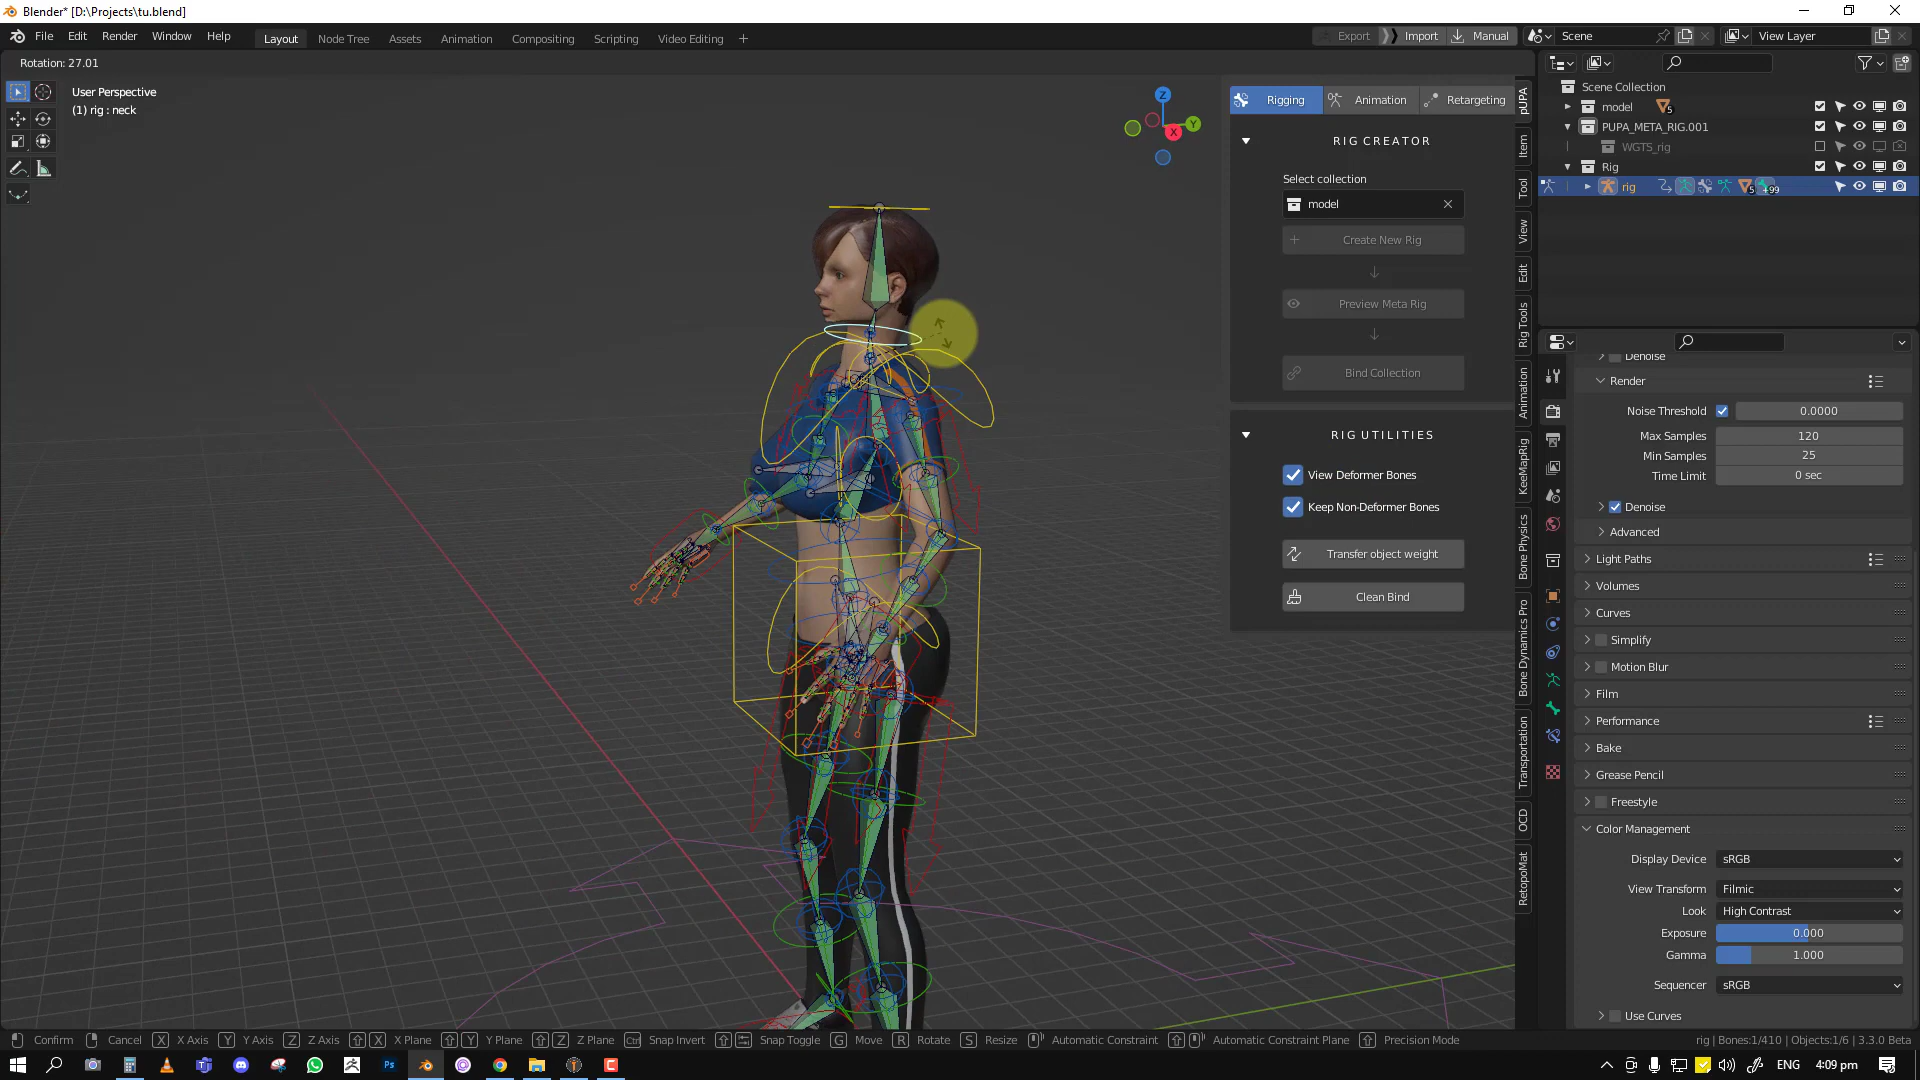 Blender* [D:\Projects\tu.blend]
File Edit Render Window Help
Layout Node Tree Assets Animation Compositing Scripting Video Editing
Export Import Manual
Scene
View Layer
Rotation: 27.01
User Perspective
(1) rig : neck
Z
Y
X
Rigging Animation Retargeting
RIG CREATOR
Select collection
model
Create New Rig
Preview Meta Rig
Bind Collection
RIG UTILITIES
View Deformer Bones
Keep Non-Deformer Bones
Transfer object weight
Clean Bind
pUPA
Item
Tool
View
Edit
Rig Tools
Animation
KeeMapRig
Bone Physics
Bone Dynamics Pro
Transportation
OCD
RetopoMat
Scene Collection
model 5
PUPA_META_RIG.001
WGTS_rig
Rig
rig 5 +99
Denoise
Render
Noise Threshold 0.0000
Max Samples 120
Min Samples 25
Time Limit 0 sec
Denoise
Advanced
Light Paths
Volumes
Curves
Simplify
Motion Blur
Film
Performance
Bake
Grease Pencil
Freestyle
Color Management
Display Device sRGB
View Transform Filmic
Look High Contrast
Exposure 0.000
Gamma 1.000
Sequencer sRGB
Use Curves
Confirm Cancel X X Axis Y Y Axis Z Z Axis X X Plane Y Y Plane Z Z Plane Ctrl Snap Invert Snap Toggle G Move R Rotate S Resize Automatic Constraint Automatic Constraint Plane Precision Mode
rig | Bones:1/410 | Objects:1/6 | 3.3.0 Beta
Ps
ENG 4:09 pm